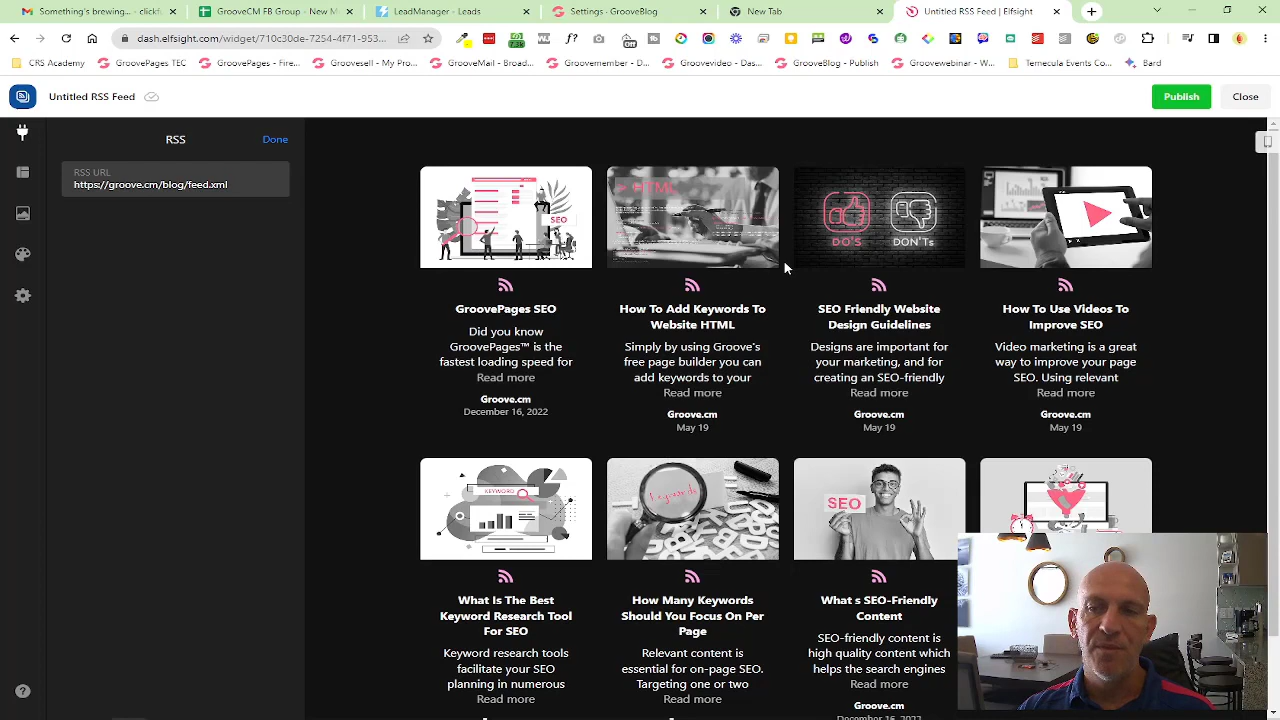 Something's brewing... - clickf
GrooveCM FB Group - New M
LeadManager - Leads
Settings · GrooveBlog
New Tab
Untitled RSS Feed | Elfsight
dash.elfsight.com/widget/710c30de-7254-4f71-953...
CRS Academy
GroovePages TEC
GroovePages - Fire...
Groovesell - My Pro...
GrooveMail - Broad...
Groovemember - D...
Groovevideo - Das...
GrooveBlog - Publish
Groovewebinar - W...
Temecula Events Co...
Bard
Untitled RSS Feed
Publish
Close
RSS
Done
RSS URL
SEO
HTML
DO'S
DON'Ts
GroovePages SEO
Did you know
GroovePages™ is the
fastest loading speed for
Read more
Groove.cm
December 16, 2022
How To Add Keywords To
Website HTML
Simply by using Groove's
free page builder you can
add keywords to your
Read more
Groove.cm
May 19
SEO Friendly Website
Design Guidelines
Designs are important for
your marketing, and for
creating an SEO-friendly
Read more
Groove.cm
May 19
How To Use Videos To
Improve SEO
Video marketing is a great
way to improve your page
SEO. Using relevant
Read more
Groove.cm
May 19
KEYWORD
Keywords
SEO
What Is The Best
Keyword Research Tool
For SEO
Keyword research tools
facilitate your SEO
planning in numerous
Read more
How Many Keywords
Should You Focus On Per
Page
Relevant content is
essential for on-page SEO.
Targeting one or two
Read more
What s SEO-Friendly
Content
SEO-friendly content is
high quality content which
helps the search engines
Read more
Groove.cm
December 16, 2022